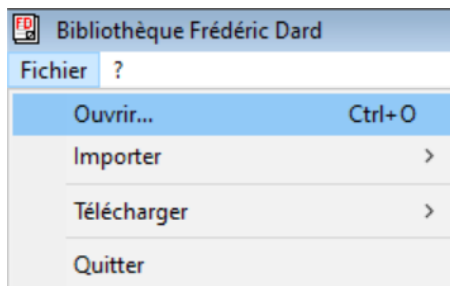 FD Bibliothèque Frédéric Dard
Fichier ?
Ouvrir... Ctrl+O
Importer >
Télécharger >
Quitter